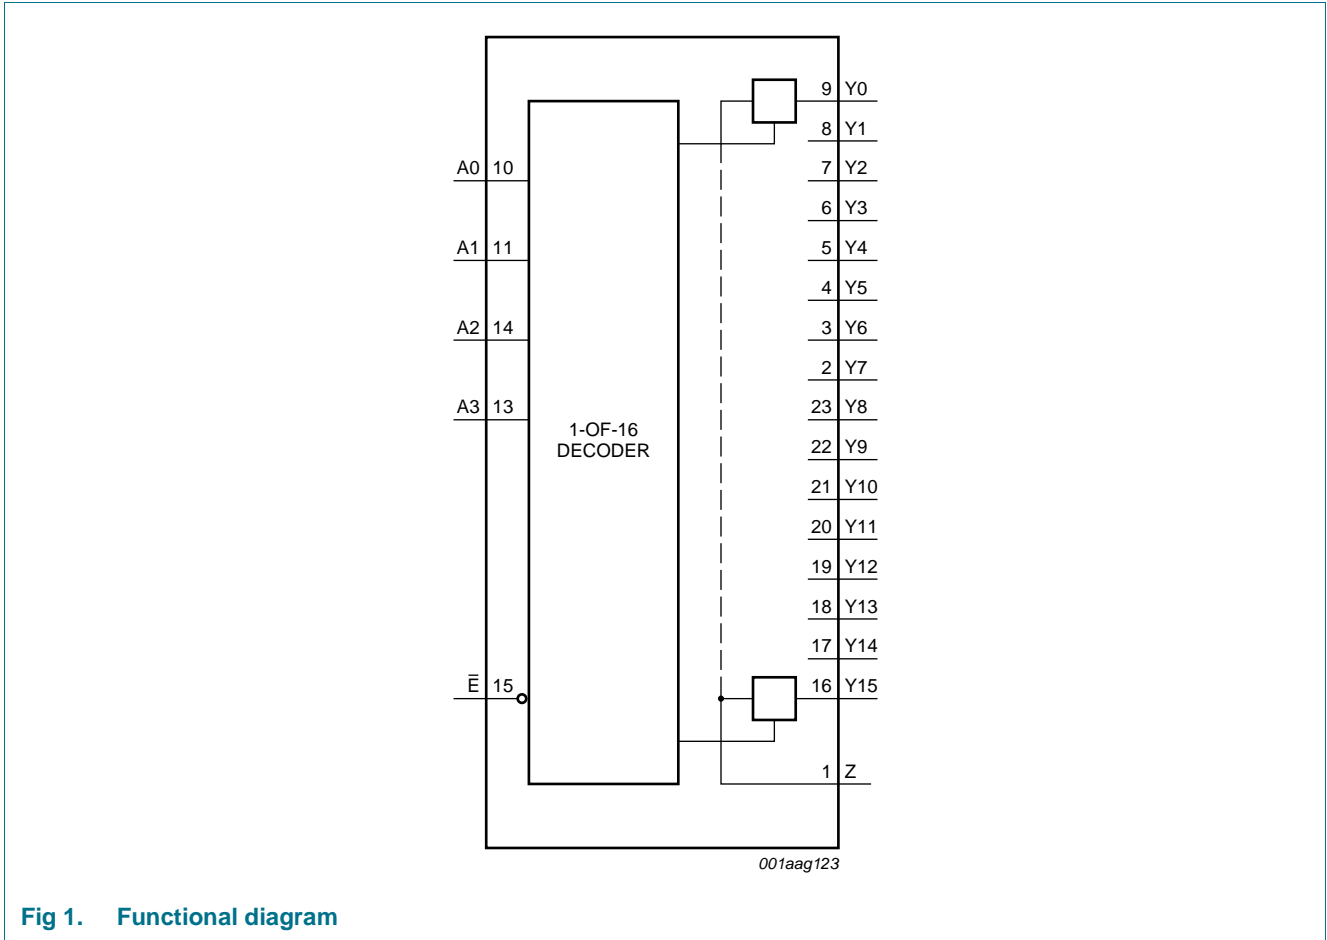 9 Y0
8 Y1
A0 10
7 Y2
6 Y3
A1 11
5 Y4
4 Y5
A2 14
3 Y6
2 Y7
A3 13
23 Y8
1-OF-16
DECODER
22 Y9
21 Y10
20 Y11
19 Y12
18 Y13
17 Y14
E̅ 15
16 Y15
1 Z
001aag123
Fig 1. Functional diagram